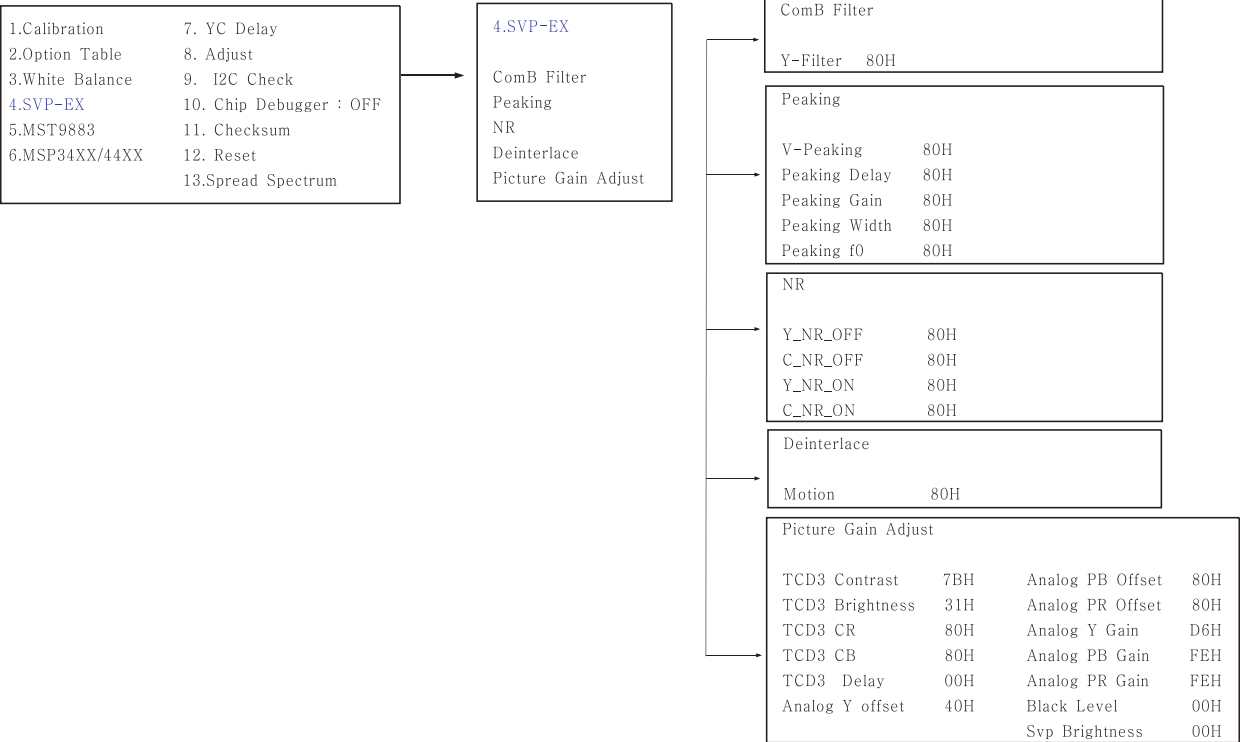 1.Calibration
2.Option Table
3.White Balance
4.SVP-EX
5.MST9883
6.MSP34XX/44XX
7. YC Delay
8. Adjust
9. I2C Check
10. Chip Debugger : OFF
11. Checksum
12. Reset
13.Spread Spectrum
4.SVP-EX
ComB Filter
Peaking
NR
Deinterlace
Picture Gain Adjust
ComB Filter
Y-Filter 80H
Peaking
V-Peaking 80H
Peaking Delay 80H
Peaking Gain 80H
Peaking Width 80H
Peaking f0 80H
NR
Y_NR_OFF 80H
C_NR_OFF 80H
Y_NR_ON 80H
C_NR_ON 80H
Deinterlace
Motion 80H
Picture Gain Adjust
TCD3 Contrast 7BH
TCD3 Brightness 31H
TCD3 CR 80H
TCD3 CB 80H
TCD3 Delay 00H
Analog Y offset 40H
Analog PB Offset 80H
Analog PR Offset 80H
Analog Y Gain D6H
Analog PB Gain FEH
Analog PR Gain FEH
Black Level 00H
Svp Brightness 00H